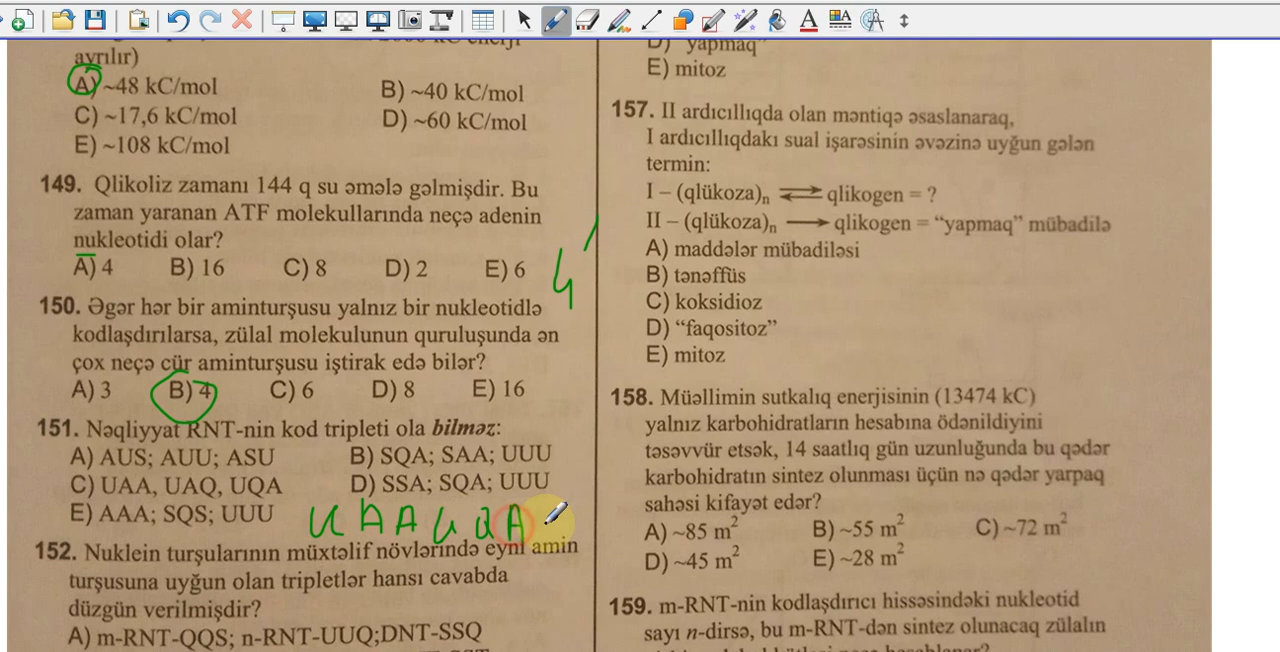 ayrılır)
A) ~48 kC/mol
B) ~40 kC/mol
C) ~17,6 kC/mol
D) ~60 kC/mol
E) ~108 kC/mol
149. Qlikoliz zamanı 144 q su əmələ gəlmişdir. Bu
zaman yaranan ATF molekullarında neçə adenin
nukleotidi olar?
A) 4 B) 16 C) 8 D) 2 E) 6
4
150. Əgər hər bir aminturşusu yalnız bir nukleotidlə
kodlaşdırılarsa, zülal molekulunun quruluşunda ən
çox neçə cür aminturşusu iştirak edə bilər?
A) 3 B) 4 C) 6 D) 8 E) 16
151. Nəqliyyat RNT-nin kod tripleti ola bilməz:
A) AUS; AUU; ASU
B) SQA; SAA; UUU
C) UAA, UAQ, UQA
D) SSA; SQA; UUU
E) AAA; SQS; UUU
UAAUQA
152. Nuklein turşularının müxtəlif növlərində eyni amin
turşusuna uyğun olan tripletlər hansı cavabda
düzgün verilmişdir?
A) m-RNT-QQS; n-RNT-UUQ;DNT-SSQ
D) "yapmaq"
E) mitoz
157. II ardıcıllıqda olan məntiqə əsaslanaraq,
I ardıcıllıqdakı sual işarəsinin əvəzinə uyğun gələn
termin:
I – (qlükoza)n ⇄ qlikogen = ?
II – (qlükoza)n → qlikogen = “yapmaq” mübadilə
A) maddələr mübadiləsi
B) tənəffüs
C) koksidioz
D) “faqositoz”
E) mitoz
158. Müəllimin sutkalıq enerjisinin (13474 kC)
yalnız karbohidratların hesabına ödənildiyini
təsəvvür etsək, 14 saatlıq gün uzunluğunda bu qədər
karbohidratın sintez olunması üçün nə qədər yarpaq
sahəsi kifayət edər?
A) ~85 m² B) ~55 m² C) ~72 m²
D) ~45 m² E) ~28 m²
159. m-RNT-nin kodlaşdırıcı hissəsindəki nukleotid
sayı n-dirsə, bu m-RNT-dən sintez olunacaq zülalın